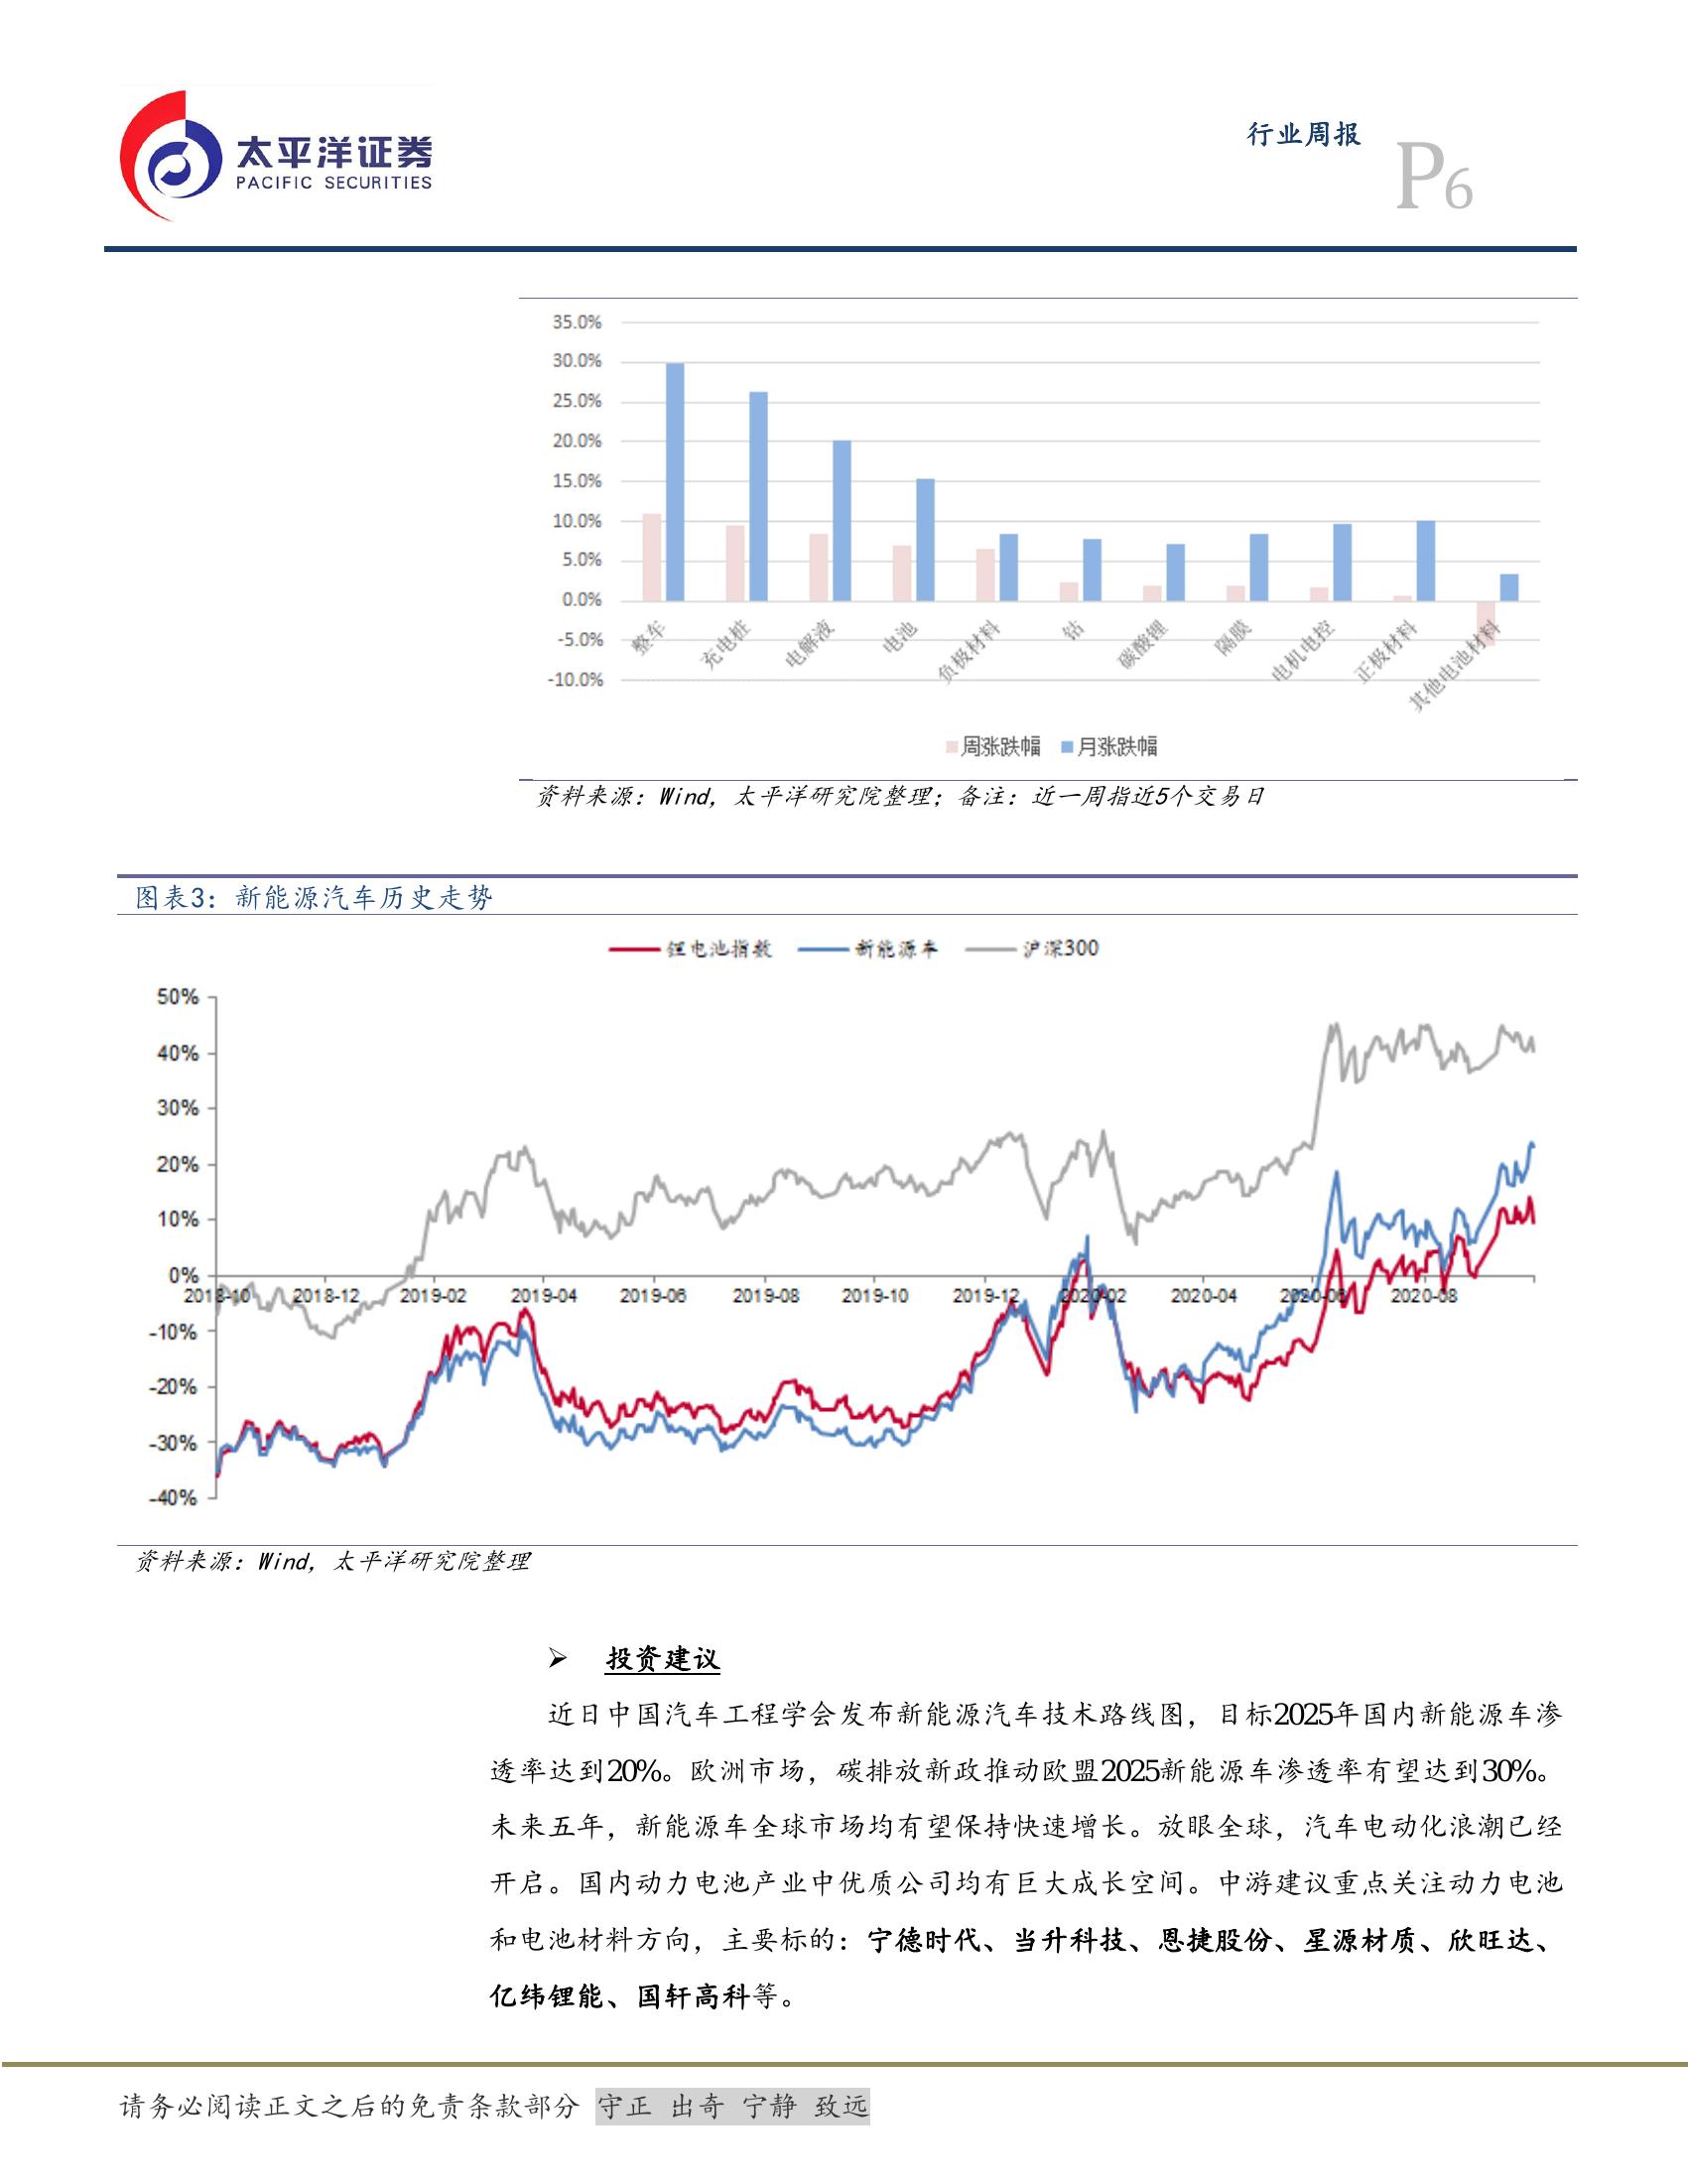 太平洋证券
PACIFIC SECURITIES
行业周报
P6
35.0%
30.0%
25.0%
20.0%
15.0%
10.0%
5.0%
0.0%
-5.0%
-10.0%
整车 充电桩 电解液 电池 负极材料 钴 碳酸锂 隔膜 电机电控 正极材料 其他电池材料
周涨跌幅 月涨跌幅
资料来源：Wind，太平洋研究院整理；备注：近一周指近5个交易日
图表3：新能源汽车历史走势
锂电池指数 新能源车 沪深300
50%
40%
30%
20%
10%
0%
2018-10 2018-12 2019-02 2019-04 2019-06 2019-08 2019-10 2019-12 2020-02 2020-04 2020-06 2020-08
-10%
-20%
-30%
-40%
资料来源：Wind，太平洋研究院整理
➢ 投资建议
近日中国汽车工程学会发布新能源汽车技术路线图，目标2025年国内新能源车渗
透率达到20%。欧洲市场，碳排放新政推动欧盟2025新能源车渗透率有望达到30%。
未来五年，新能源车全球市场均有望保持快速增长。放眼全球，汽车电动化浪潮已经
开启。国内动力电池产业中优质公司均有巨大成长空间。中游建议重点关注动力电池
和电池材料方向，主要标的：宁德时代、当升科技、恩捷股份、星源材质、欣旺达、
亿纬锂能、国轩高科等。
请务必阅读正文之后的免责条款部分 守正 出奇 宁静 致远